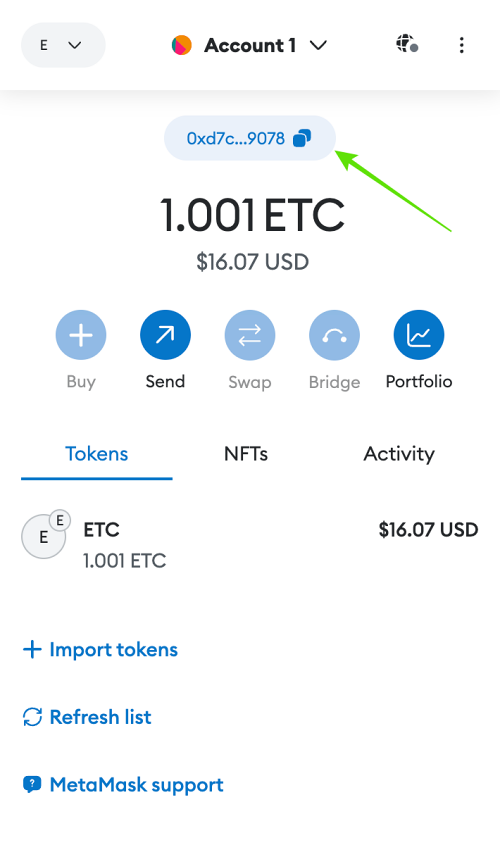 E
Account 1
0xd7c...9078
1.001 ETC
$16.07 USD
Buy Send Swap Bridge Portfolio
Tokens NFTs Activity
E
E
ETC $16.07 USD
1.001 ETC
Import tokens
Refresh list
? MetaMask support